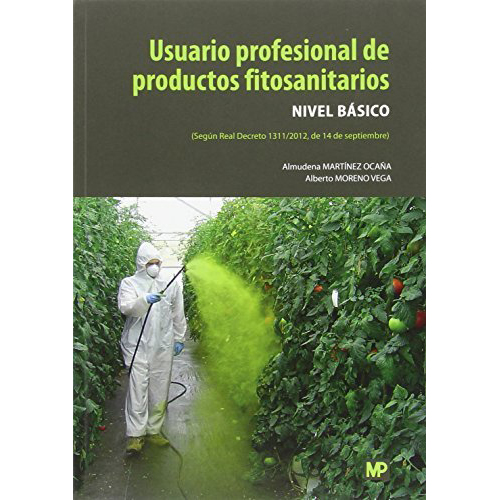 Usuario profesional de
productos fitosanitarios
NIVEL BÁSICO
(Según Real Decreto 1311/2012, de 14 de septiembre)
Almudena MARTÍNEZ OCAÑA
Alberto MORENO VEGA
MP